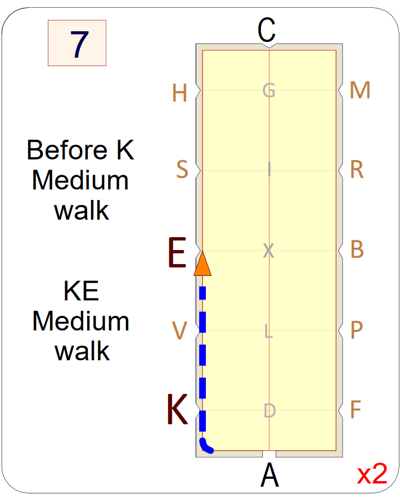 7
C
H G M
Before K
Medium
walk
S I R
E X B
KE
Medium
walk
V L P
K D F
A
x2